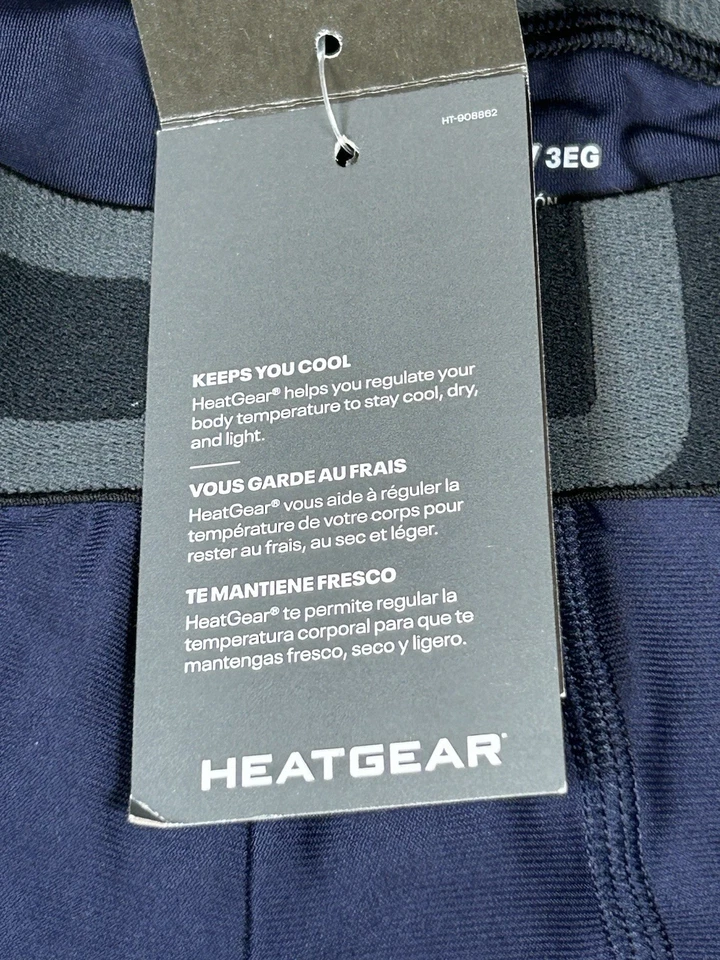 HT-908862
/ 3EG
ÓN
KEEPS YOU COOL
HeatGear® helps you regulate your
body temperature to stay cool, dry,
and light.
VOUS GARDE AU FRAIS
HeatGear® vous aide à réguler la
température de votre corps pour
rester au frais, au sec et léger.
TE MANTIENE FRESCO
HeatGear® te permite regular la
temperatura corporal para que te
mantengas fresco, seco y ligero.
HEATGEAR®